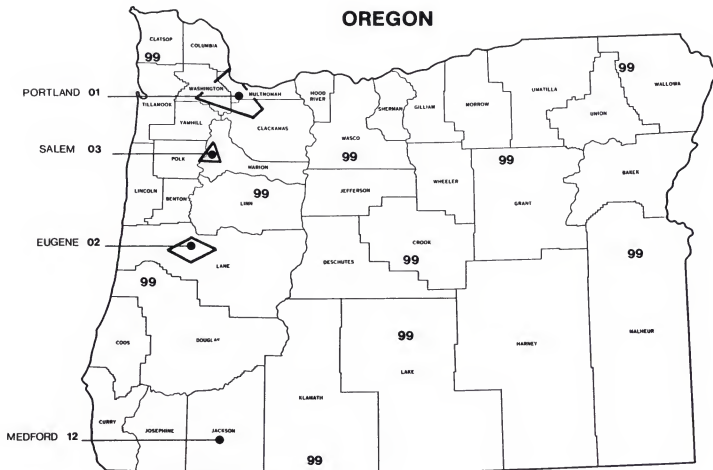 OREGON
CLATSOP
99
COLUMBIA
PORTLAND 01
WASHINGTON
MULTNOMAH
HOOD RIVER
TILLAMOOK
YAMHILL
CLACKAMAS
WASCO
99
SHERMAN
GILLIAM
MORROW
UMATILLA
99
WALLOWA
UNION
SALEM 03
POLK
MARION
99
BAKER
LINCOLN
BENTON
99
LINN
JEFFERSON
WHEELER
GRANT
EUGENE 02
LANE
DESCHUTES
CROOK
99
99
99
COOS
DOUGLAS
99
LAKE
HARNEY
MALHEUR
KLAMATH
CURRY
JOSEPHINE
JACKSON
MEDFORD 12
99